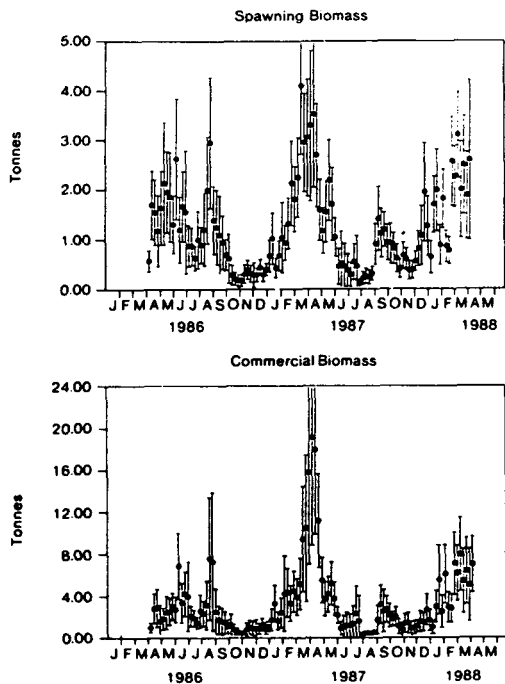 Spawning Biomass
5.00
4.00
3.00
2.00
1.00
0.00
Tonnes
J F M A M J J A S O N D J F M A M J J A S O N D J F M A M
1986 1987 1988
Commercial Biomass
24.00
20.00
16.00
12.00
8.00
4.00
0.00
Tonnes
J F M A M J J A S O N D J F M A M J J A S O N D J F M A M
1986 1987 1988